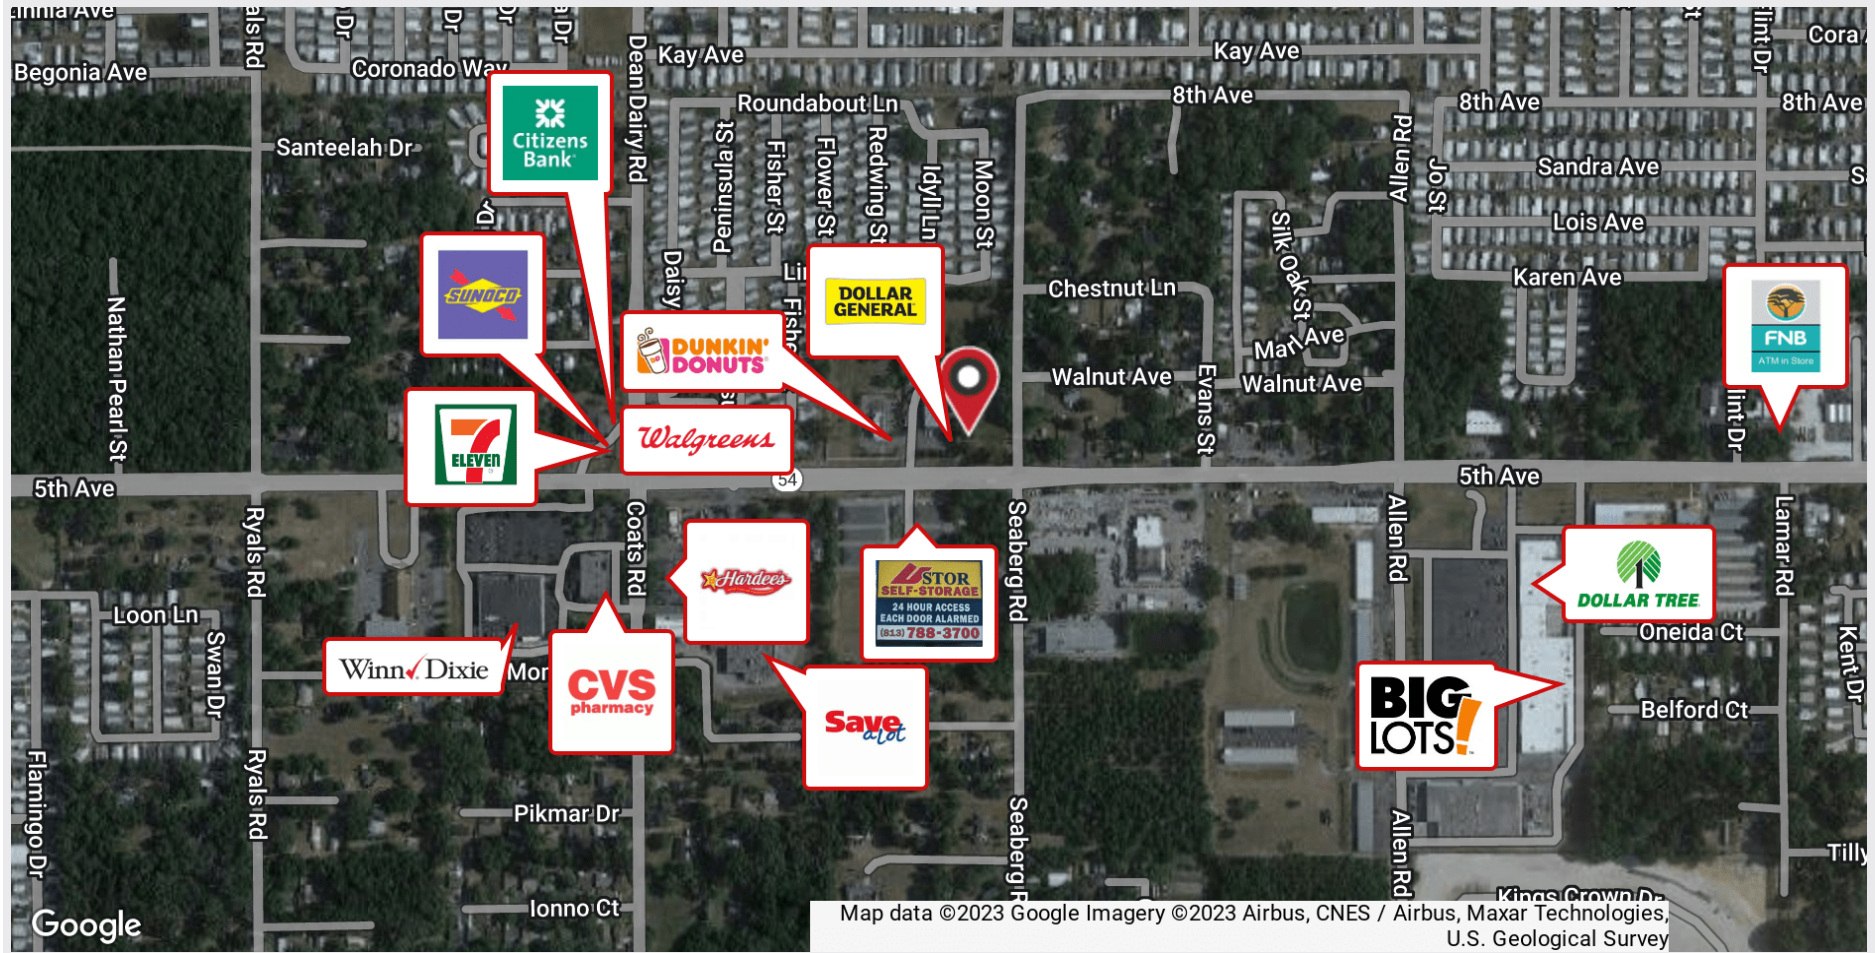 Begonia Ave
Coronado Way
Kay Ave
Kay Ave
Dean Dairy Rd
Roundabout Ln
8th Ave
8th Ave
8th Ave
Cora
Santeelah Dr
Citizens
Bank
Peninsula St
Fisher St
Flower St
Redwing St
Idyll Ln
Moon St
Allen Rd
Jo St
Sandra Ave
Lois Ave
Karen Ave
Silk Oak St
Daisy
SUNOCO
DOLLAR
GENERAL
DUNKIN'
DONUTS
Chestnut Ln
Walnut Ave
Walnut Ave
Evans St
FNB
ATM in Store
Nathan Pearl St
7
ELEVEN
Walgreens
54
5th Ave
5th Ave
Ryals Rd
Coats Rd
Seaberg Rd
Allen Rd
Lamar Rd
Hardee's
USTOR
SELF-STORAGE
24 HOUR ACCESS
EACH DOOR ALARMED
(813) 788-3700
DOLLAR TREE
Loon Ln
Swan Dr
Oneida Ct
Kent Dr
Winn Dixie
Mor
CVS
pharmacy
Save
a lot
BIG
LOTS!
Belford Ct
Flamingo Dr
Ryals Rd
Pikmar Dr
Seaberg R
Allen Rd
Tilly
Ionno Ct
Kings Crown Dr
Google
Map data ©2023 Google Imagery ©2023 Airbus, CNES / Airbus, Maxar Technologies,
U.S. Geological Survey